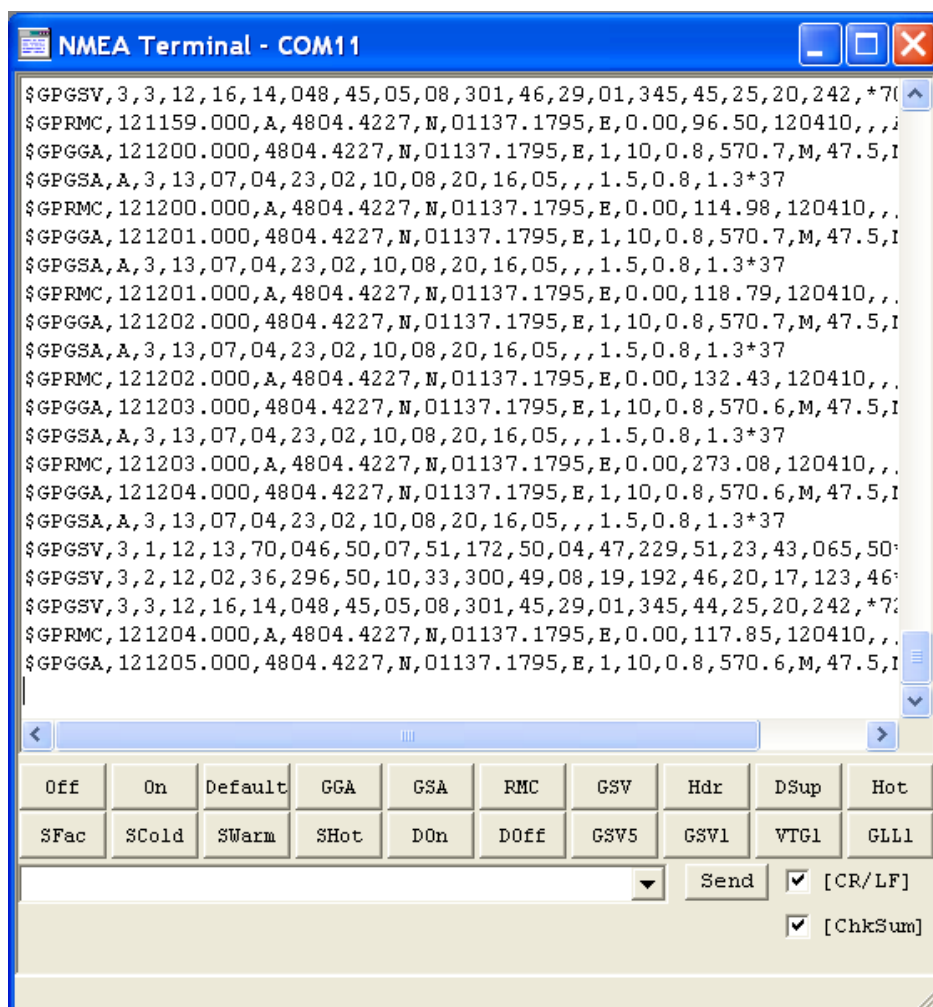 NMEA Terminal - COM11
$GPGSV,3,3,12,16,14,048,45,05,08,301,46,29,01,345,45,25,20,242,*70
$GPRMC,121159.000,A,4804.4227,N,01137.1795,E,0.00,96.50,120410,,,
$GPGGA,121200.000,4804.4227,N,01137.1795,E,1,10,0.8,570.7,M,47.5,
$GPGSA,A,3,13,07,04,23,02,10,08,20,16,05,,,1.5,0.8,1.3*37
$GPRMC,121200.000,A,4804.4227,N,01137.1795,E,0.00,114.98,120410,,,
$GPGGA,121201.000,4804.4227,N,01137.1795,E,1,10,0.8,570.7,M,47.5,
$GPGSA,A,3,13,07,04,23,02,10,08,20,16,05,,,1.5,0.8,1.3*37
$GPRMC,121201.000,A,4804.4227,N,01137.1795,E,0.00,118.79,120410,,,
$GPGGA,121202.000,4804.4227,N,01137.1795,E,1,10,0.8,570.7,M,47.5,
$GPGSA,A,3,13,07,04,23,02,10,08,20,16,05,,,1.5,0.8,1.3*37
$GPRMC,121202.000,A,4804.4227,N,01137.1795,E,0.00,132.43,120410,,,
$GPGGA,121203.000,4804.4227,N,01137.1795,E,1,10,0.8,570.6,M,47.5,
$GPGSA,A,3,13,07,04,23,02,10,08,20,16,05,,,1.5,0.8,1.3*37
$GPRMC,121203.000,A,4804.4227,N,01137.1795,E,0.00,273.08,120410,,,
$GPGGA,121204.000,4804.4227,N,01137.1795,E,1,10,0.8,570.6,M,47.5,
$GPGSA,A,3,13,07,04,23,02,10,08,20,16,05,,,1.5,0.8,1.3*37
$GPGSV,3,1,12,13,70,046,50,07,51,172,50,04,47,229,51,23,43,065,50*
$GPGSV,3,2,12,02,36,296,50,10,33,300,49,08,19,192,46,20,17,123,46*
$GPGSV,3,3,12,16,14,048,45,05,08,301,45,29,01,345,44,25,20,242,*72
$GPRMC,121204.000,A,4804.4227,N,01137.1795,E,0.00,117.85,120410,,,
$GPGGA,121205.000,4804.4227,N,01137.1795,E,1,10,0.8,570.6,M,47.5,
Off On Default GGA GSA RMC GSV Hdr DSup Hot
SFac SCold SWarm SHot DOn DOff GSV5 GSV1 VTG1 GLL1
Send [CR/LF]
[ChkSum]